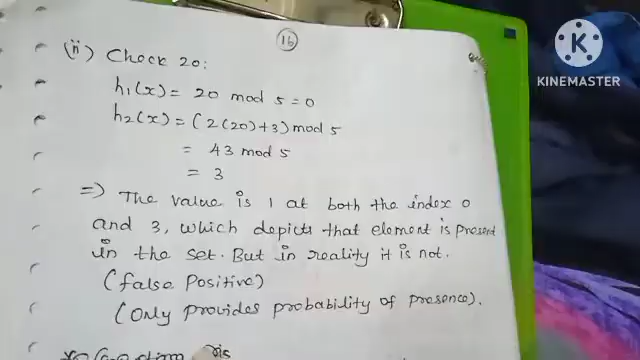 16
(ii) Check 20:
h1(x) = 20 mod 5 = 0
h2(x) = (2(20)+3) mod 5
= 43 mod 5
= 3
=) The value is 1 at both the index 0
and 3, which depicts that element is present
in the set. But in reality it is not.
(false Positive)
(Only provides probability of presence).
K
KINEMASTER